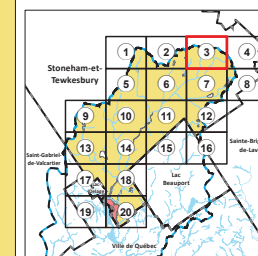 1 2 3 4
Stoneham-et-
Tewkesbury
5 6 7 8
9 10 11 12
Sainte-Brig
de-Lav
13 14 15 16
Saint-Gabriel
de-Valcartier
Lac
Beauport
17 18
19 20
Ville de Québec